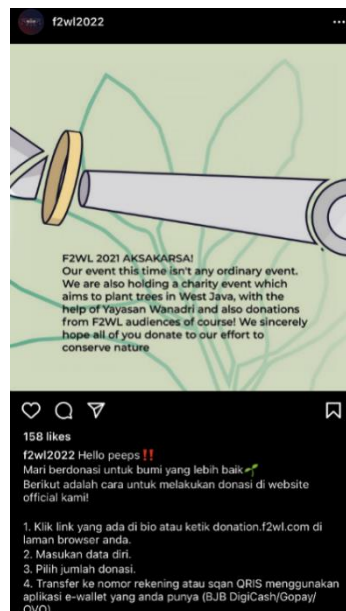 f2wl2022
F2WL 2021 AKSAKARSA!
Our event this time isn't any ordinary event.
We are also holding a charity event which
aims to plant trees in West Java, with the
help of Yayasan Wanadri and also donations
from F2WL audiences of course! We sincerely
hope all of you donate to our effort to
conserve nature
158 likes
f2wl2022 Hello peeps ‼️
Mari berdonasi untuk bumi yang lebih baik🌱
Berikut adalah cara untuk melakukan donasi di website
official kami!
1. Klik link yang ada di bio atau ketik donation.f2wl.com di
laman browser anda.
2. Masukan data diri.
3. Pilih jumlah donasi.
4. Transfer ke nomor rekening atau sqan QRIS menggunakan
aplikasi e-wallet yang anda punya (BJB DigiCash/Gopay/
OVO)